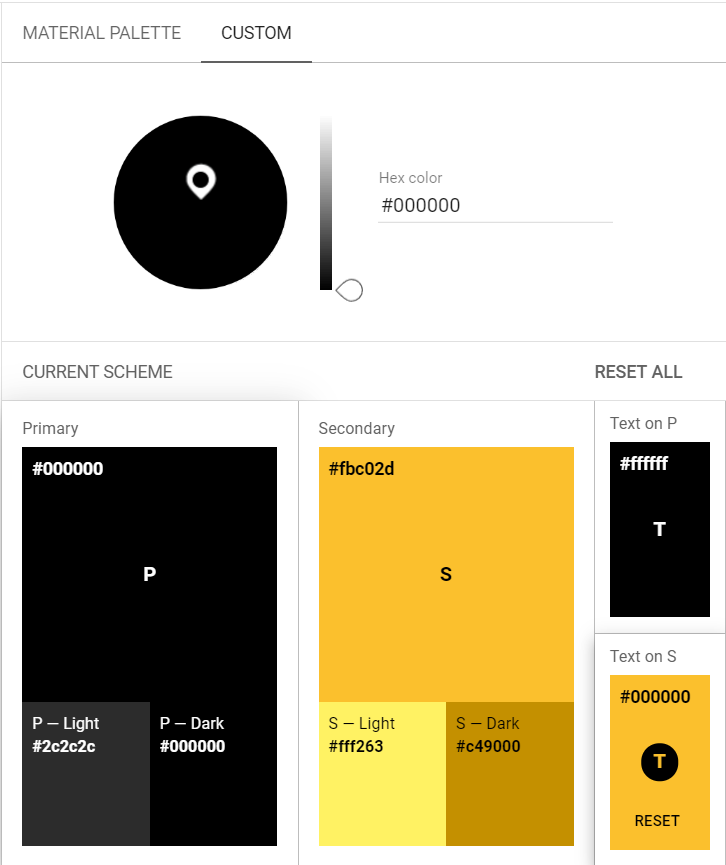 MATERIAL PALETTE
CUSTOM
Hex color
#000000
CURRENT SCHEME
RESET ALL
Primary
#000000
P
P — Light
#2c2c2c
P — Dark
#000000
Secondary
#fbc02d
S
S — Light
#fff263
S — Dark
#c49000
Text on P
#ffffff
T
Text on S
#000000
T
RESET